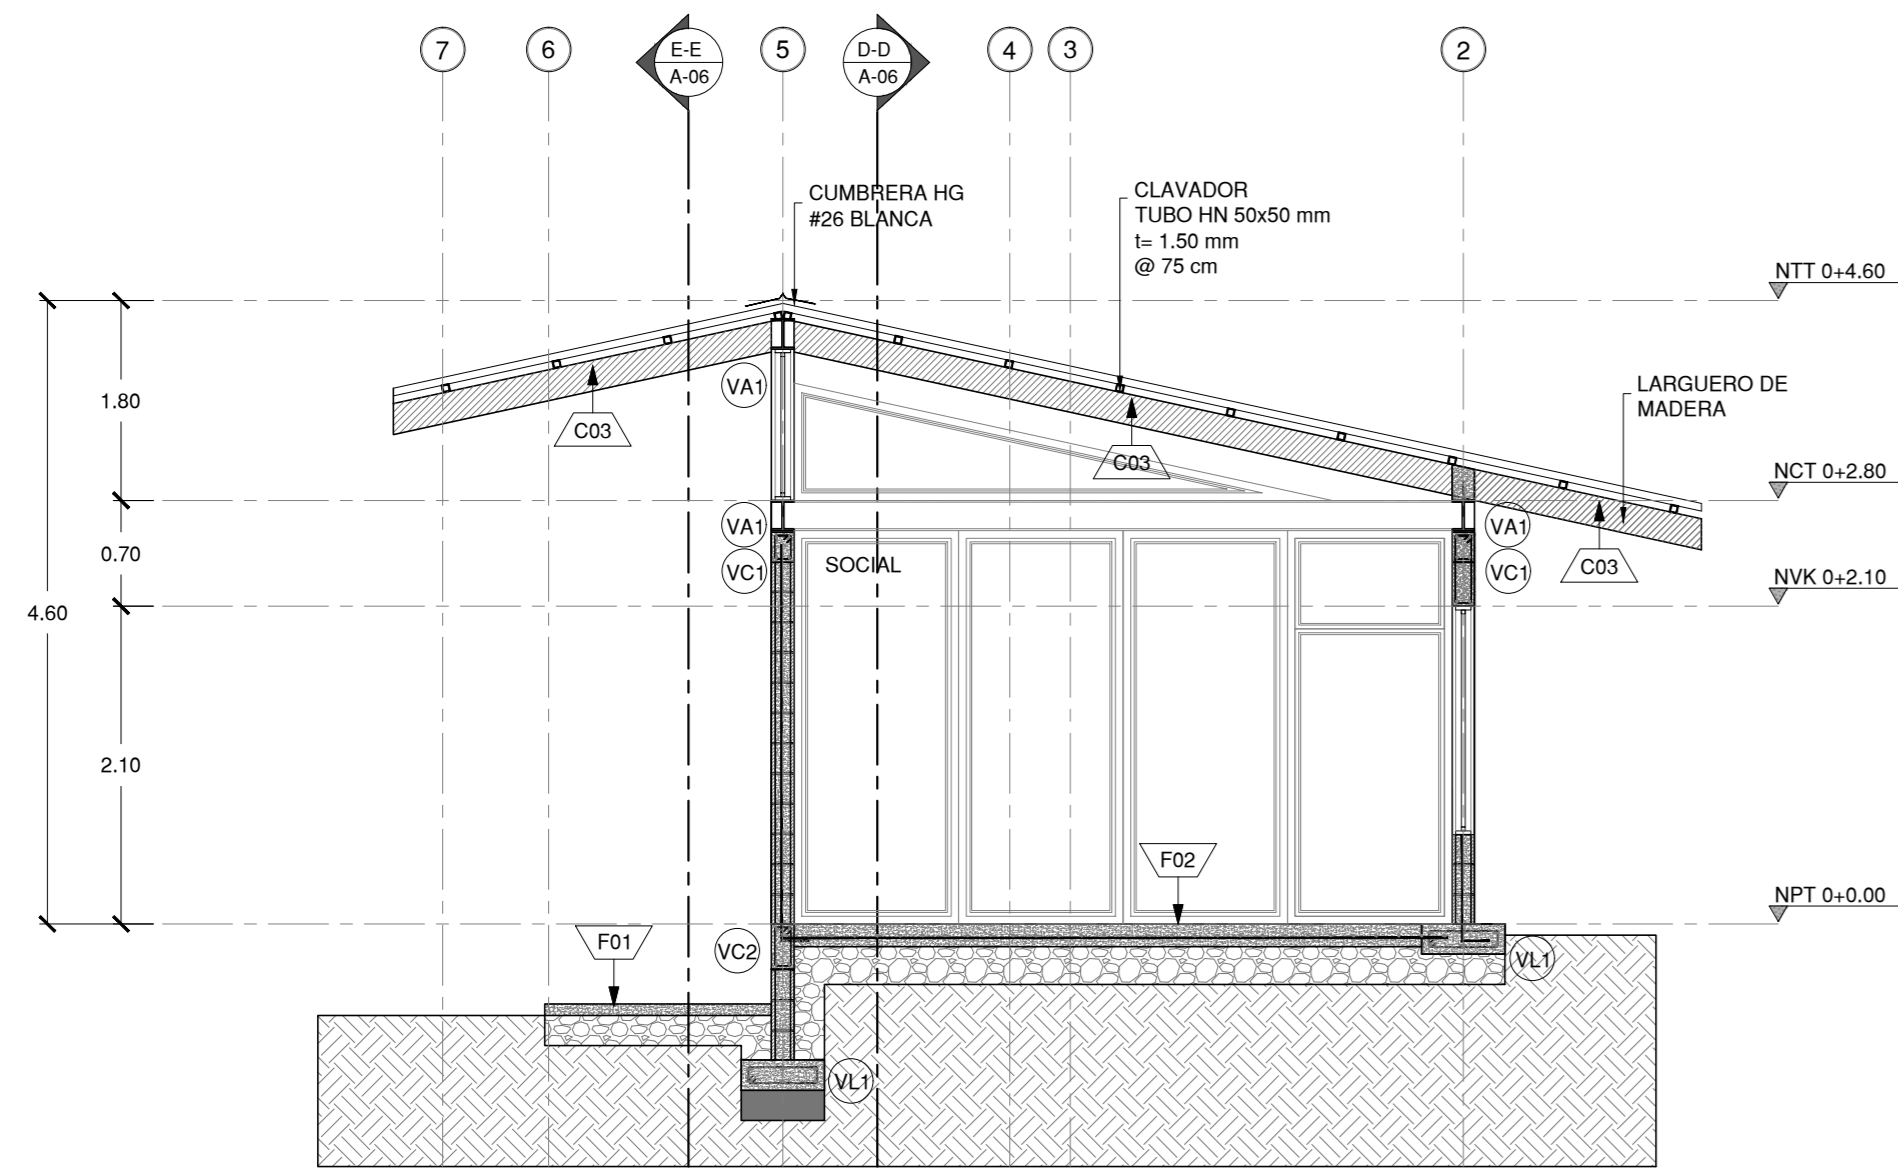 7
6
E-E
A-06
5
D-D
A-06
4
3
2
CUMBRERA HG
#26 BLANCA
CLAVADOR
TUBO HN 50x50 mm
t= 1.50 mm
@ 75 cm
NTT 0+4.60
LARGUERO DE
MADERA
1.80
VA1
C03
C03
NCT 0+2.80
VA1
VA1
0.70
VC1
SOCIAL
VC1
C03
NVK 0+2.10
4.60
2.10
F02
NPT 0+0.00
F01
VC2
VL1
VL1